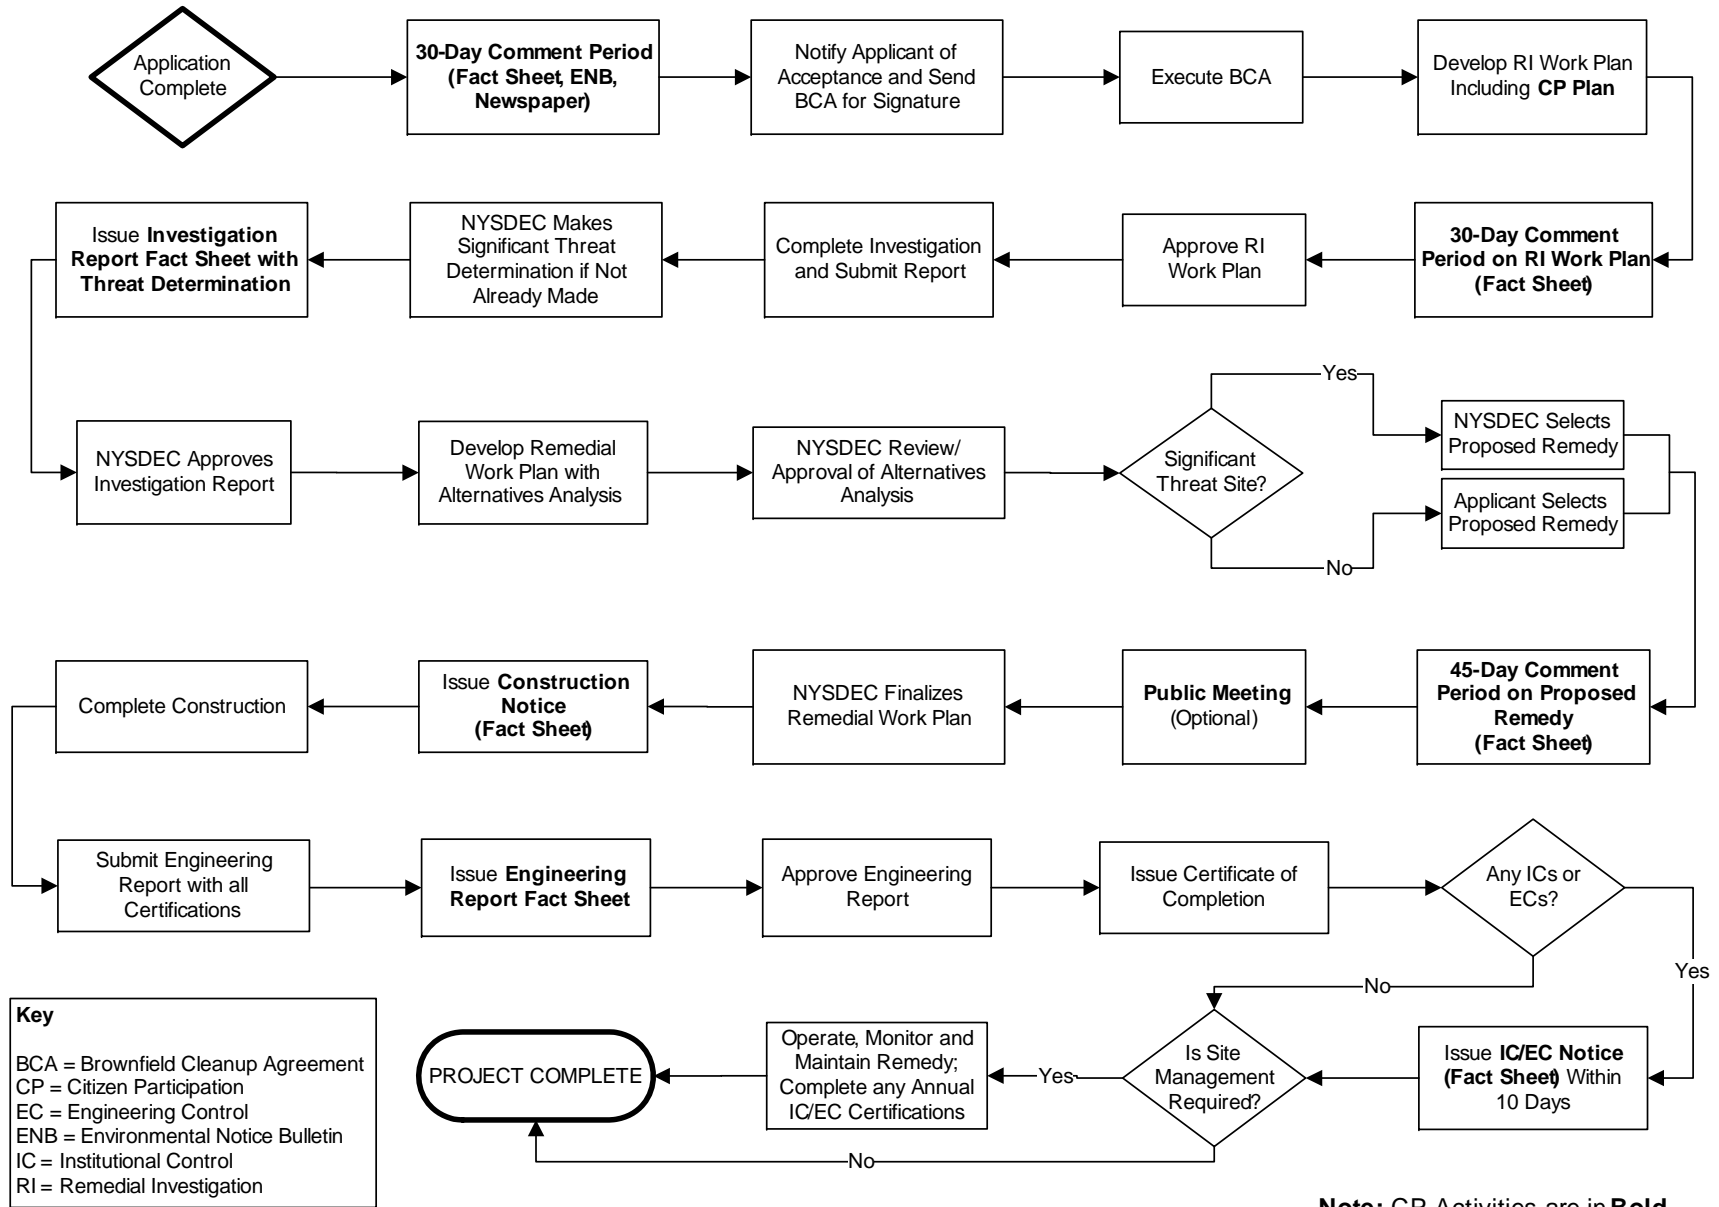 Application
Complete
30-Day Comment Period
(Fact Sheet, ENB,
Newspaper)
Notify Applicant of
Acceptance and Send
BCA for Signature
Execute BCA
Develop RI Work Plan
Including CP Plan
30-Day Comment
Period on RI Work Plan
(Fact Sheet)
Approve RI
Work Plan
Complete Investigation
and Submit Report
NYSDEC Makes
Significant Threat
Determination if Not
Already Made
Issue Investigation
Report Fact Sheet with
Threat Determination
NYSDEC Approves
Investigation Report
Develop Remedial
Work Plan with
Alternatives Analysis
NYSDEC Review/
Approval of Alternatives
Analysis
Significant
Threat Site?
Yes
NYSDEC Selects
Proposed Remedy
No
Applicant Selects
Proposed Remedy
45-Day Comment
Period on Proposed
Remedy
(Fact Sheet)
Public Meeting
(Optional)
NYSDEC Finalizes
Remedial Work Plan
Issue Construction
Notice
(Fact Sheet)
Complete Construction
Submit Engineering
Report with all
Certifications
Issue Engineering
Report Fact Sheet
Approve Engineering
Report
Issue Certificate of
Completion
Any ICs or
ECs?
Yes
No
Issue IC/EC Notice
(Fact Sheet) Within
10 Days
Is Site
Management
Required?
Yes
Operate, Monitor and
Maintain Remedy;
Complete any Annual
IC/EC Certifications
No
PROJECT COMPLETE
Key
BCA = Brownfield Cleanup Agreement
CP = Citizen Participation
EC = Engineering Control
ENB = Environmental Notice Bulletin
IC = Institutional Control
RI = Remedial Investigation
Note: CP Activities are in Bold